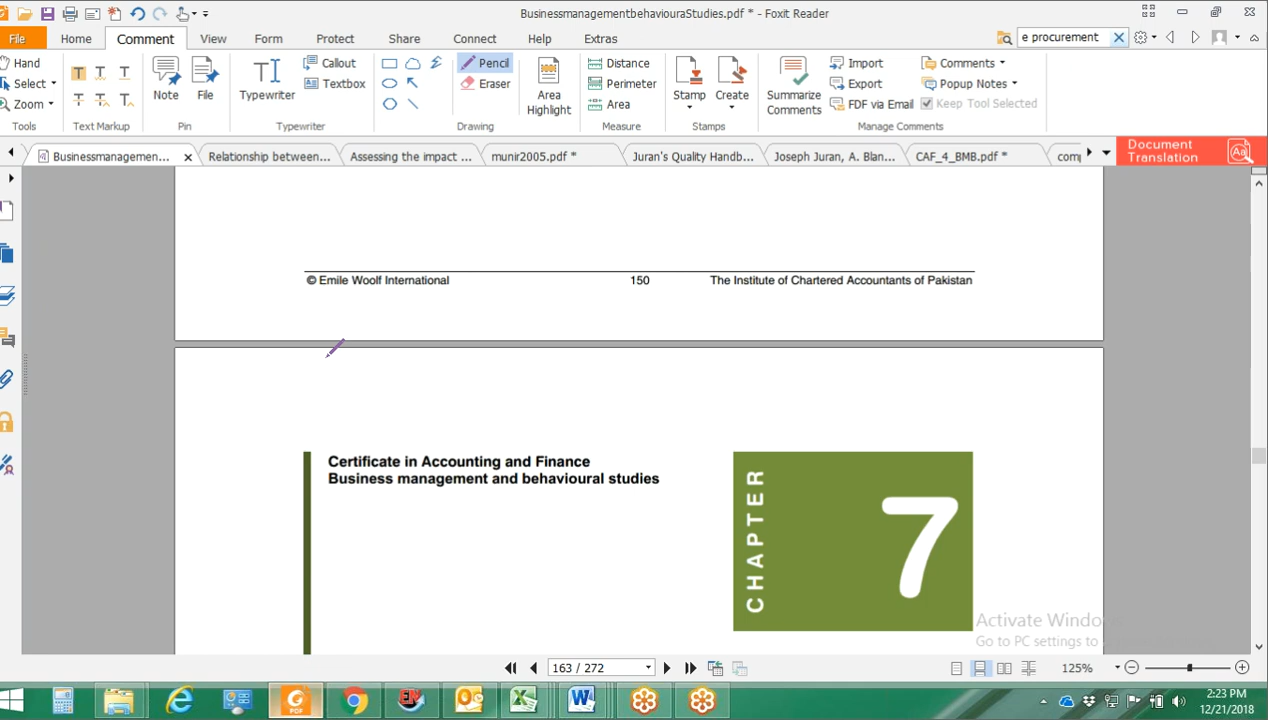 BusinessmanagementbehaviouraStudies.pdf * - Foxit Reader
File Home Comment View Form Protect Share Connect Help Extras
e procurement
Hand
Select
Zoom
Tools
T T T
T T T
Text Markup
Note
File
Pin
Typewriter
Callout
Textbox
Typewriter
Pencil
Eraser
Drawing
Area
Highlight
Distance
Perimeter
Area
Measure
Stamp
Create
Stamps
Summarize
Comments
Import
Export
FDF via Email
Comments
Popup Notes
Keep Tool Selected
Manage Comments
Businessmanagemen... Relationship between... Assessing the impact ... munir2005.pdf * Juran's Quality Handb... Joseph Juran, A. Blan... CAF_4_BMB.pdf * com
Document
Translation
© Emile Woolf International 150 The Institute of Chartered Accountants of Pakistan
Certificate in Accounting and Finance
Business management and behavioural studies
CHAPTER
7
Activate Windo
Go to PC settings to
163 / 272
125%
PDF
2:23 PM
12/21/2018